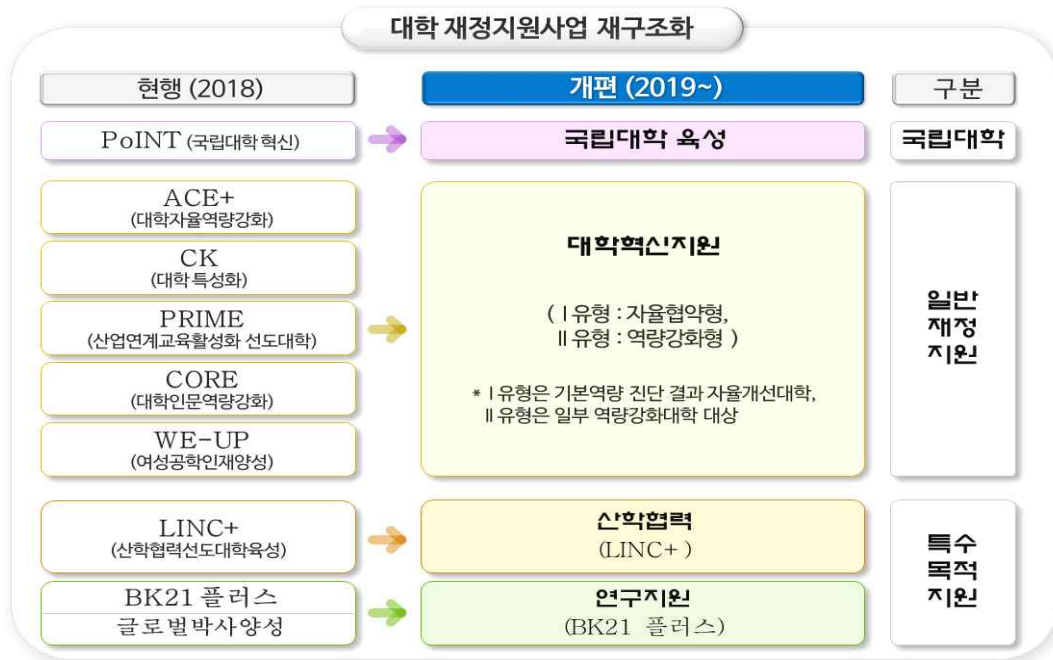 대학 재정지원사업 재구조화
현행 (2018)
개편 (2019~)
구분
PoINT (국립대학 혁신)
국립대학 육성
국립대학
ACE+
(대학자율역량강화)
CK
(대학 특성화)
PRIME
(산업연계교육활성화 선도대학)
CORE
(대학인문역량강화)
WE-UP
(여성공학인재양성)
대학혁신지원
( Ⅰ유형 : 자율협약형,
Ⅱ유형 : 역량강화형 )
* Ⅰ유형은 기본역량 진단 결과 자율개선대학,
Ⅱ유형은 일부 역량강화대학 대상
일반
재정
지원
LINC+
(산학협력선도대학육성)
산학협력
(LINC+ )
BK21 플러스
글로벌박사양성
연구지원
(BK21 플러스)
특수
목적
지원